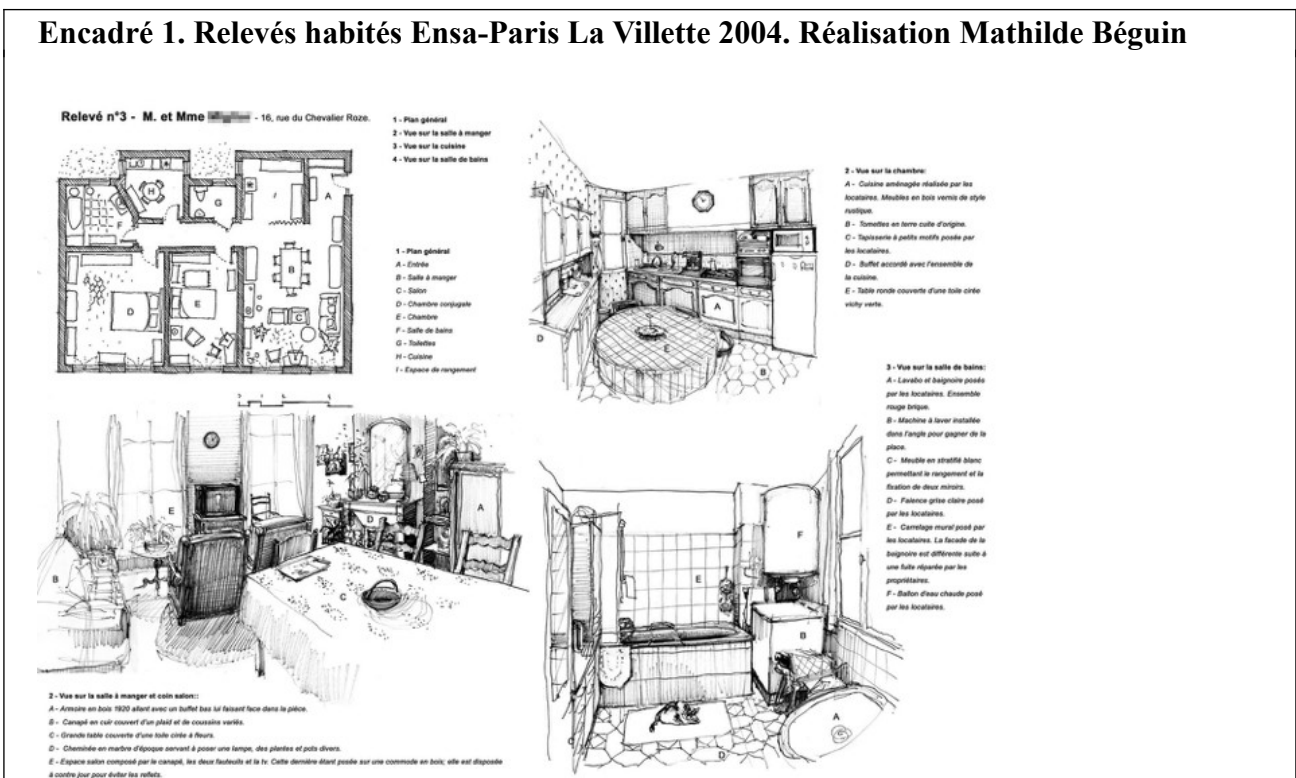 Encadré 1. Relevés habités Ensa-Paris La Villette 2004. Réalisation Mathilde Béguin
Relevé n°3 - M. et Mme - 16, rue du Chevalier Roze.
1 - Plan général
2 - Vue sur la salle à manger
3 - Vue sur la cuisine
4 - Vue sur la salle de bains
1 - Plan général
A - Entrée
B - Salle à manger
C - Salon
D - Chambre conjugale
E - Chambre
F - Salle de bains
G - Toilettes
H - Cuisine
I - Espace de rangement
H
G
I
A
F
B
D
E
C
2 - Vue sur la chambre:
A - Cuisine aménagée réalisée par les
locataires. Meubles en bois vernis de style
rustique.
B - Tomettes en terre cuite d'origine.
C - Tapisserie à petits motifs posée par
les locataires.
D - Buffet accordé avec l'ensemble de
la cuisine.
E - Table ronde couverte d'une toile cirée
vichy verte.
A
D
E
B
3 - Vue sur la salle de bains:
A - Lavabo et baignoire posés
par les locataires. Ensemble
rouge brique.
B - Machine à laver installée
dans l'angle pour gagner de la
place.
C - Meuble en stratifié blanc
permettant le rangement et la
fixation de deux miroirs.
D - Faïence grise claire posé
par les locataires.
E - Carrelage mural posé par
les locataires. La facade de la
baignoire est différente suite à
une fuite réparée par les
propriétaires.
F - Ballon d'eau chaude posé
par les locataires.
F
E
B
A
C
D
E
A
D
B
C
2 - Vue sur la salle à manger et coin salon::
A - Armoire en bois 1920 allant avec un buffet bas lui faisant face dans la pièce.
B - Canapé en cuir couvert d'un plaid et de coussins variés.
C - Grande table couverte d'une toile cirée à fleurs.
D - Cheminée en marbre d'époque servant à poser une lampe, des plantes et pots divers.
E - Espace salon composé par le canapé, les deux fauteuils et la tv. Cette dernière étant posée sur une commode en bois; elle est disposée
à contre jour pour éviter les reflets.